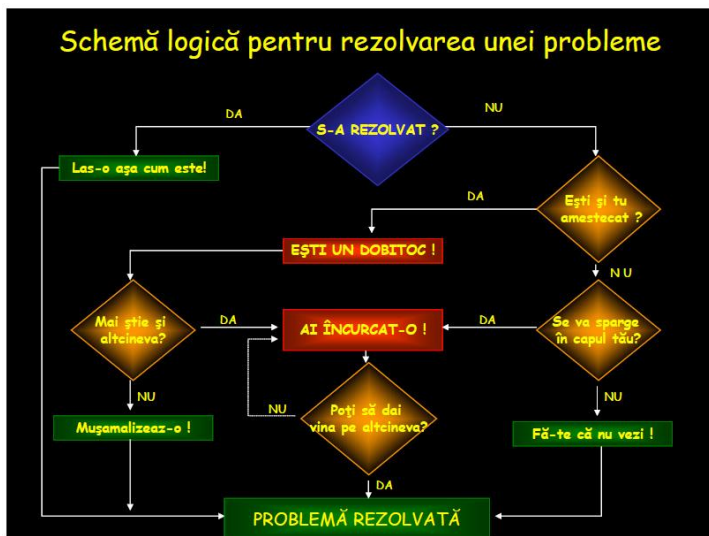 Schemă logică pentru rezolvarea unei probleme
DA
NU
S-A REZOLVAT ?
Las-o aşa cum este!
Eşti şi tu
amestecat ?
DA
EŞTI UN DOBITOC !
N U
Mai ştie şi
altcineva?
DA
AI ÎNCURCAT-O !
DA
Se va sparge
în capul tău?
NU
NU
Poţi să dai
vina pe altcineva?
NU
Muşamalizeaz-o !
Fă-te că nu vezi !
DA
PROBLEMĂ REZOLVATĂ